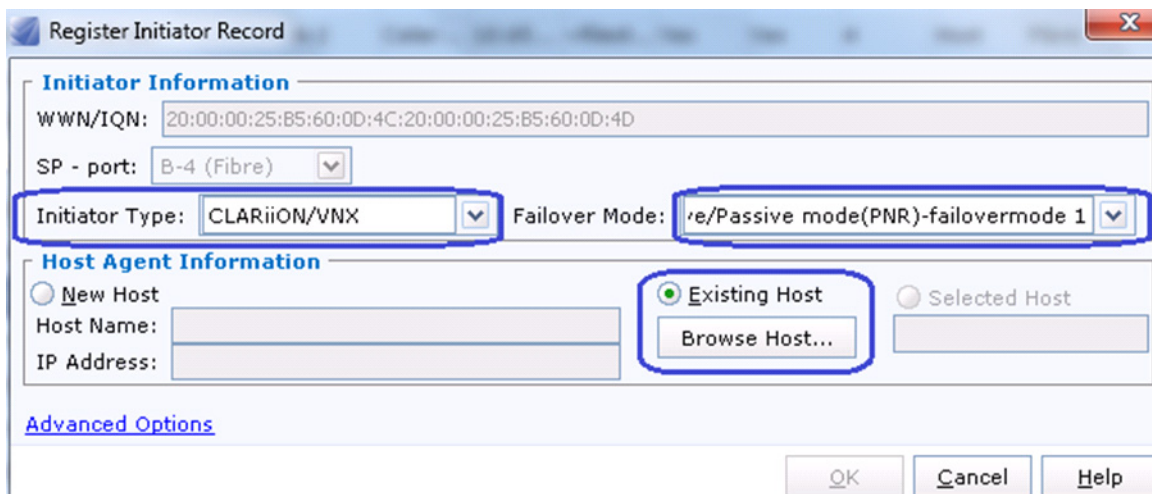 Register Initiator Record
Initiator Information
WWN/IQN: 20:00:00:25:B5:60:0D:4C:20:00:00:25:B5:60:0D:4D
SP - port: B-4 (Fibre)
Initiator Type: CLARiiON/VNX Failover Mode: ve/Passive mode(PNR)-failovermode 1
Host Agent Information
New Host Existing Host Selected Host
Host Name: Browse Host...
IP Address:
Advanced Options
OK Cancel Help